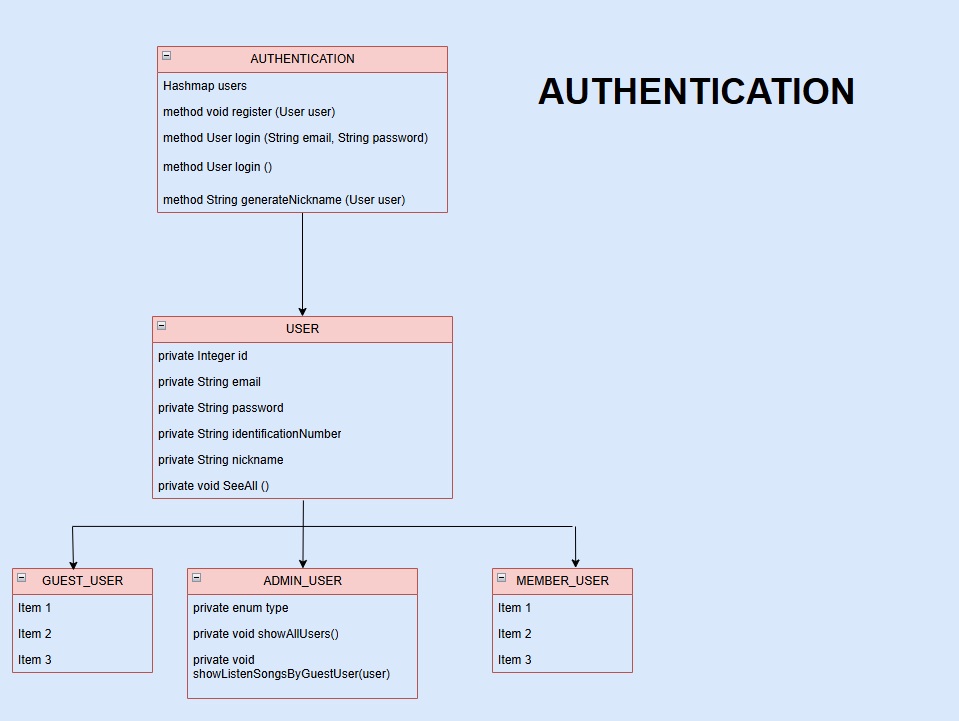 AUTHENTICATION
AUTHENTICATION
Hashmap users
method void register (User user)
method User login (String email, String password)
method User login ()
method String generateNickname (User user)
USER
private Integer id
private String email
private String password
private String identificationNumber
private String nickname
private void SeeAll ()
GUEST_USER
Item 1
Item 2
Item 3
ADMIN_USER
private enum type
private void showAllUsers()
private void
showListenSongsByGuestUser(user)
MEMBER_USER
Item 1
Item 2
Item 3